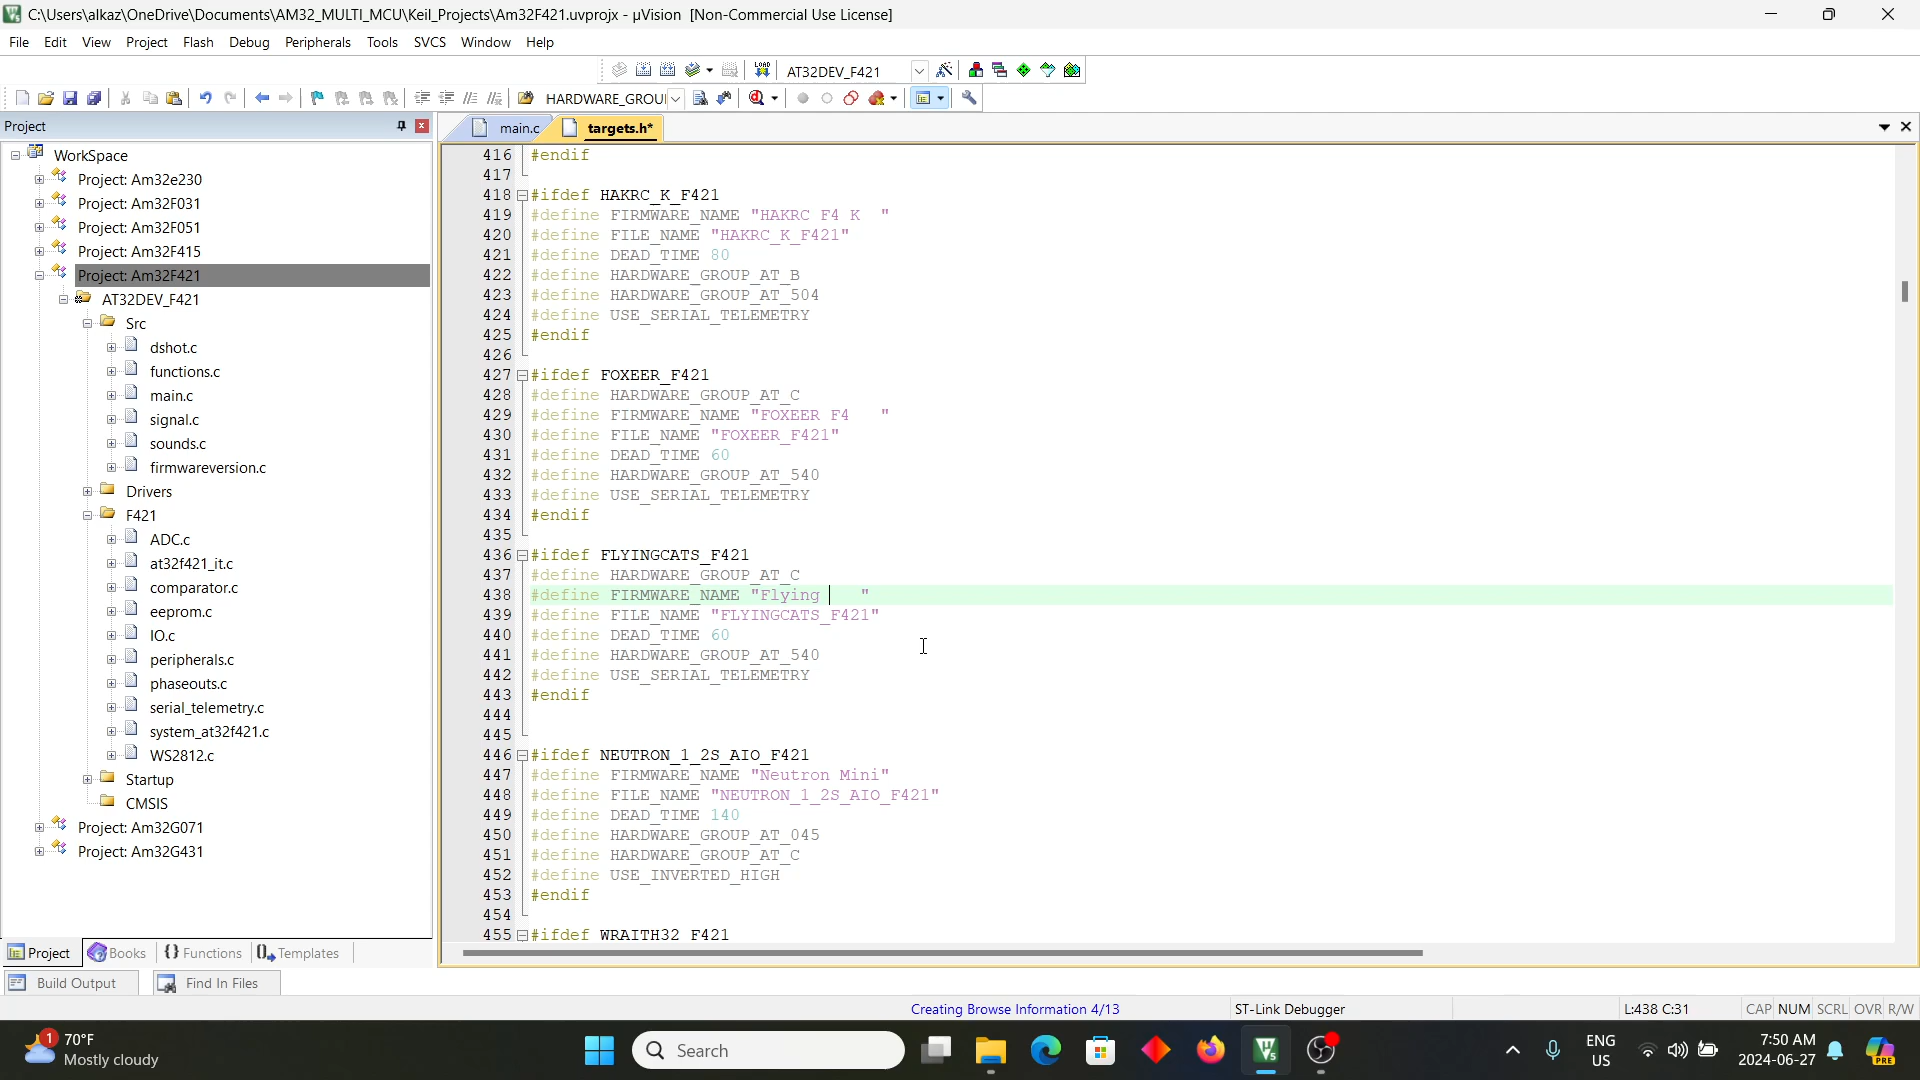 C:\Users\alkaz\OneDrive\Documents\AM32_MULTI_MCU\Keil_Projects\Am32F421.uvprojx - µVision [Non-Commercial Use License]
File Edit View Project Flash Debug Peripherals Tools SVCS Window Help
LOAD AT32DEV_F421
HARDWARE_GROU
Project
main.c targets.h*
WorkSpace
Project: Am32e230
Project: Am32F031
Project: Am32F051
Project: Am32F415
Project: Am32F421
AT32DEV_F421
Src
dshot.c
functions.c
main.c
signal.c
sounds.c
firmwareversion.c
Drivers
F421
ADC.c
at32f421_it.c
comparator.c
eeprom.c
IO.c
peripherals.c
phaseouts.c
serial_telemetry.c
system_at32f421.c
WS2812.c
Startup
CMSIS
Project: Am32G071
Project: Am32G431
416 #endif
417
418 #ifdef HAKRC_K_F421
419 #define FIRMWARE_NAME "HAKRC F4 K  "
420 #define FILE_NAME "HAKRC_K_F421"
421 #define DEAD_TIME 80
422 #define HARDWARE_GROUP_AT_B
423 #define HARDWARE_GROUP_AT_504
424 #define USE_SERIAL_TELEMETRY
425 #endif
426
427 #ifdef FOXEER_F421
428 #define HARDWARE_GROUP_AT_C
429 #define FIRMWARE_NAME "FOXEER F4   "
430 #define FILE_NAME "FOXEER_F421"
431 #define DEAD_TIME 60
432 #define HARDWARE_GROUP_AT_540
433 #define USE_SERIAL_TELEMETRY
434 #endif
435
436 #ifdef FLYINGCATS_F421
437 #define HARDWARE_GROUP_AT_C
438 #define FIRMWARE_NAME "Flying    "
439 #define FILE_NAME "FLYINGCATS_F421"
440 #define DEAD_TIME 60
441 #define HARDWARE_GROUP_AT_540
442 #define USE_SERIAL_TELEMETRY
443 #endif
444
445
446 #ifdef NEUTRON_1_2S_AIO_F421
447 #define FIRMWARE_NAME "Neutron Mini"
448 #define FILE_NAME "NEUTRON_1_2S_AIO_F421"
449 #define DEAD_TIME 140
450 #define HARDWARE_GROUP_AT_045
451 #define HARDWARE_GROUP_AT_C
452 #define USE_INVERTED_HIGH
453 #endif
454
455 #ifdef WRAITH32_F421
Project Books {} Functions Templates
Build Output Find In Files
Creating Browse Information 4/13 ST-Link Debugger L:438 C:31 CAP NUM SCRL OVR R/W
1 70°F
Mostly cloudy
Search
ENG
US
7:50 AM
2024-06-27
PRE